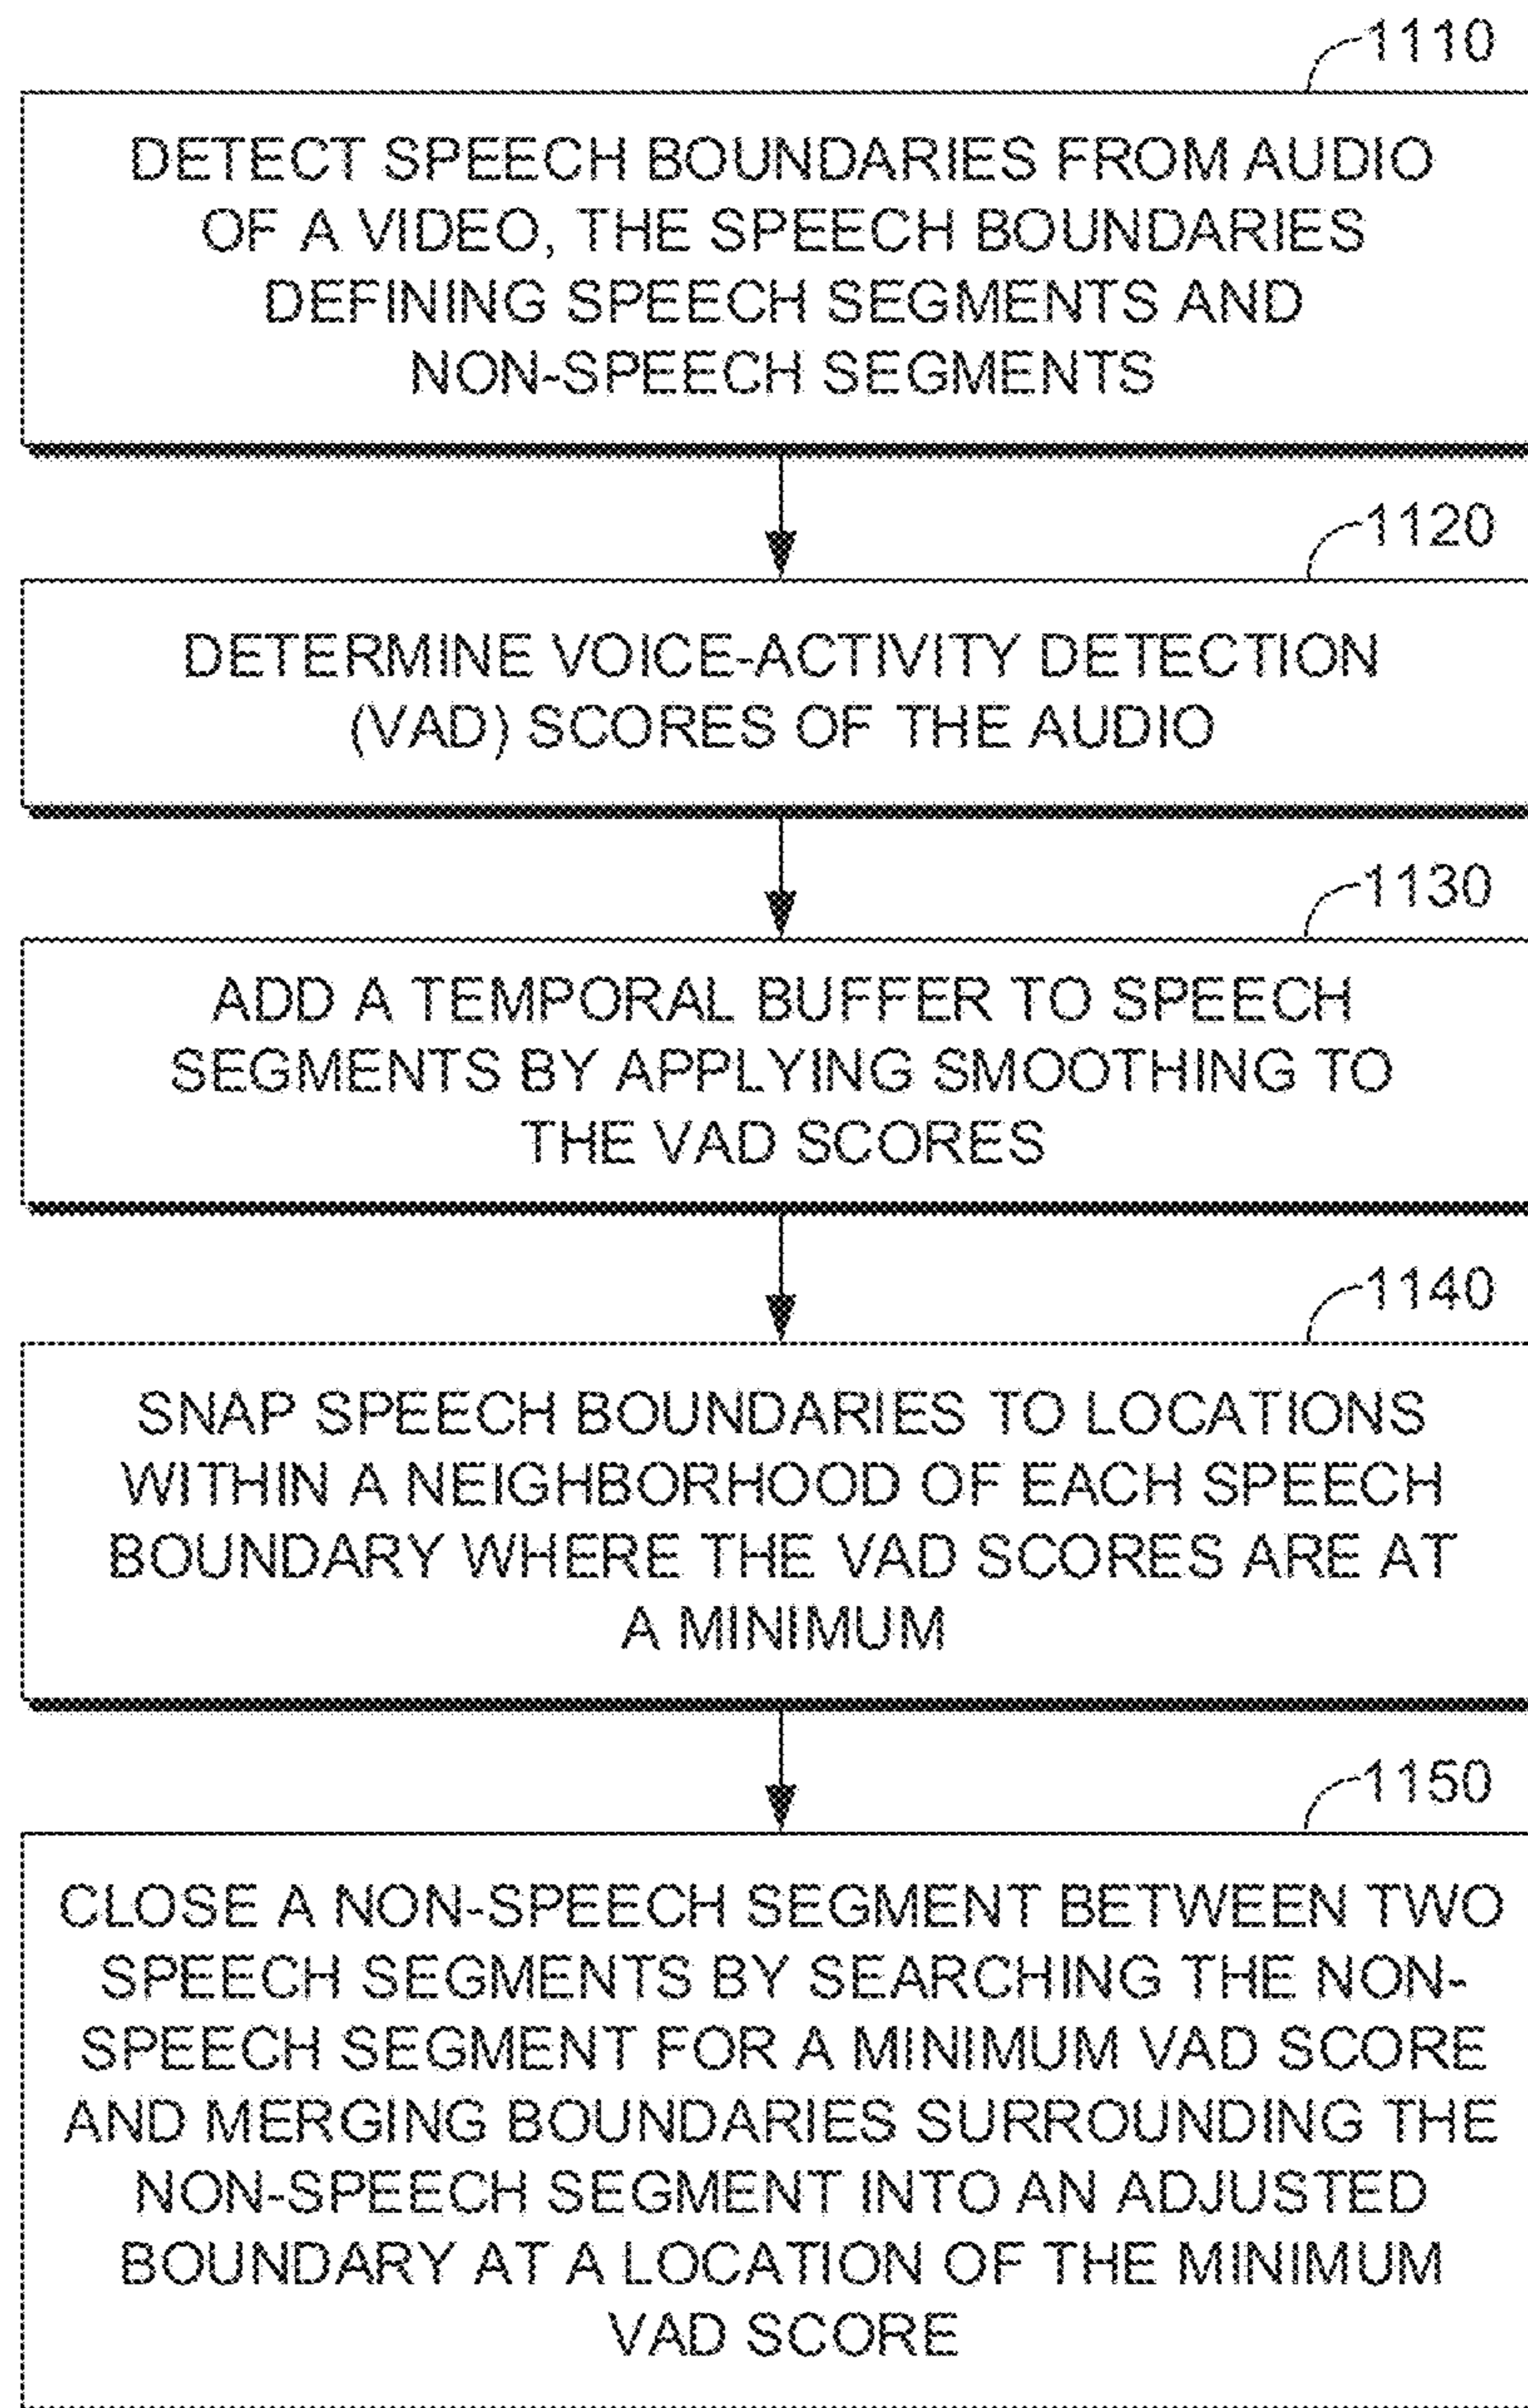 1110
DETECT SPEECH BOUNDARIES FROM AUDIO
OF A VIDEO, THE SPEECH BOUNDARIES
DEFINING SPEECH SEGMENTS AND
NON-SPEECH SEGMENTS
1120
DETERMINE VOICE-ACTIVITY DETECTION
(VAD) SCORES OF THE AUDIO
1130
ADD A TEMPORAL BUFFER TO SPEECH
SEGMENTS BY APPLYING SMOOTHING TO
THE VAD SCORES
1140
SNAP SPEECH BOUNDARIES TO LOCATIONS
WITHIN A NEIGHBORHOOD OF EACH SPEECH
BOUNDARY WHERE THE VAD SCORES ARE AT
A MINIMUM
1150
CLOSE A NON-SPEECH SEGMENT BETWEEN TWO
SPEECH SEGMENTS BY SEARCHING THE NON-
SPEECH SEGMENT FOR A MINIMUM VAD SCORE
AND MERGING BOUNDARIES SURROUNDING THE
NON-SPEECH SEGMENT INTO AN ADJUSTED
BOUNDARY AT A LOCATION OF THE MINIMUM
VAD SCORE